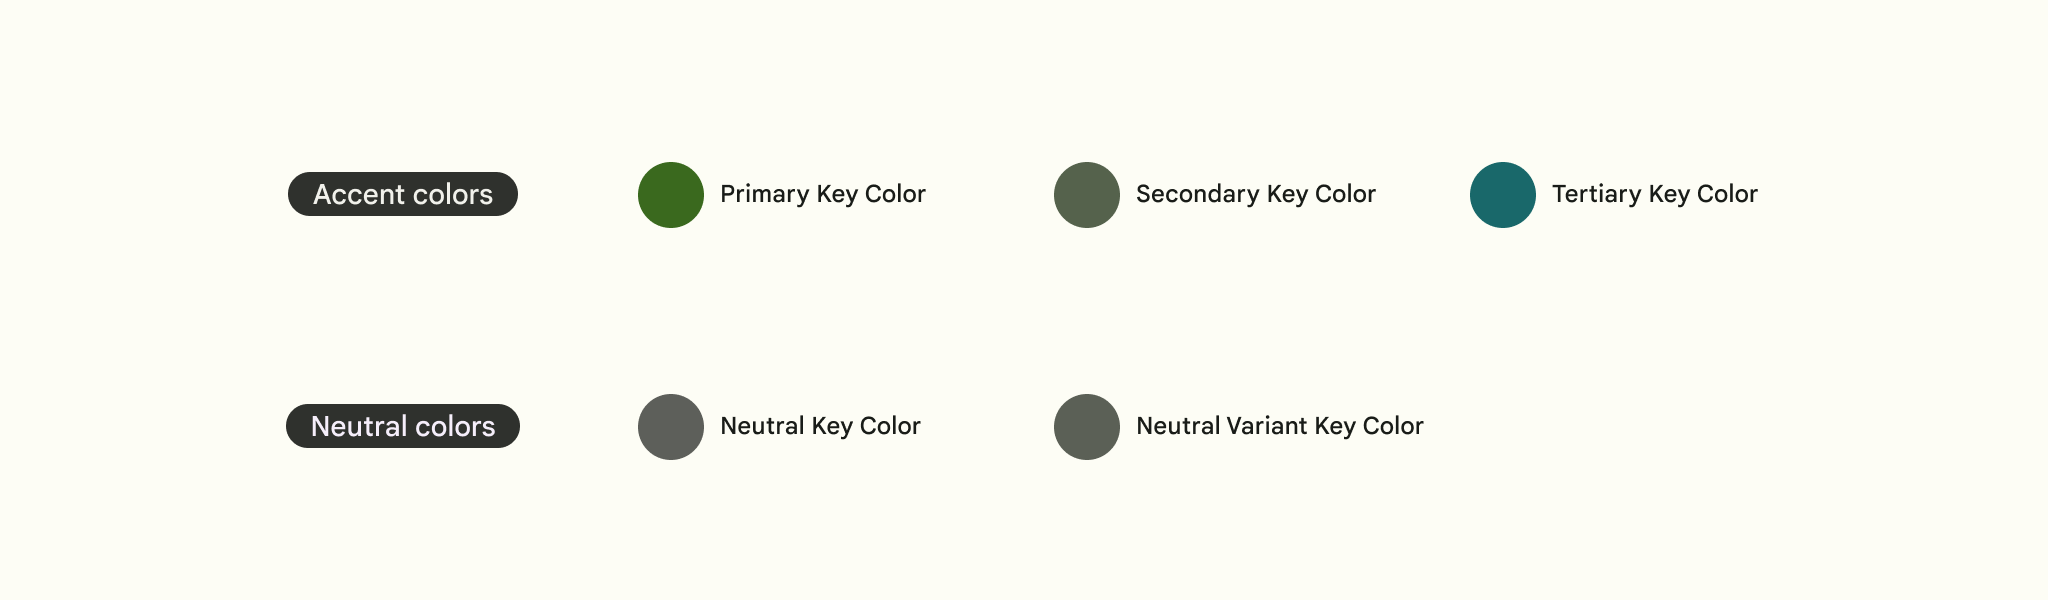 Accent colors
Primary Key Color
Secondary Key Color
Tertiary Key Color
Neutral colors
Neutral Key Color
Neutral Variant Key Color